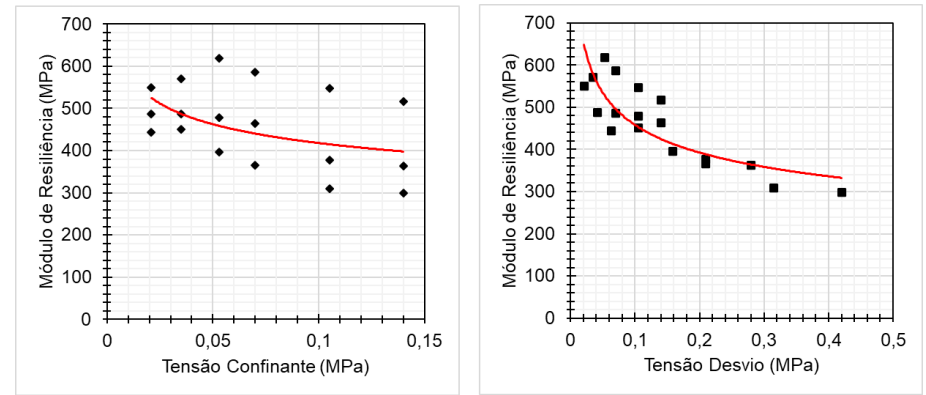 700
600
500
400
300
200
100
0
Módulo de Resiliência (MPa)
0 0,05 0,1 0,15
Tensão Confinante (MPa)
700
600
500
400
300
200
100
0
Módulo de Resiliência (MPa)
0 0,1 0,2 0,3 0,4 0,5
Tensão Desvio (MPa)